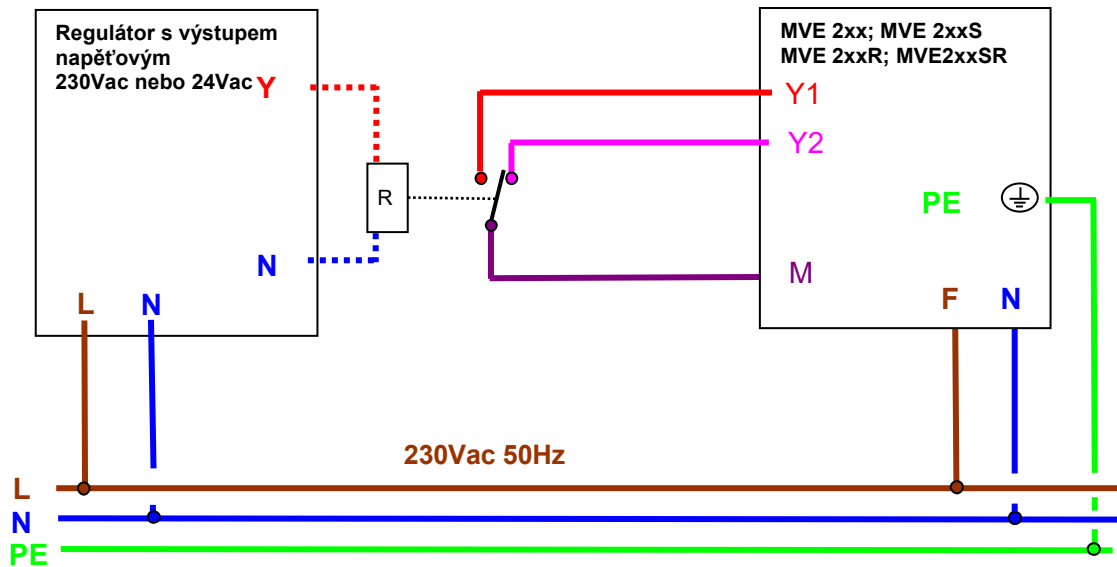 Regulátor s výstupem
napěťovým
230Vac nebo 24Vac
Y
R
N
L N
MVE 2xx; MVE 2xxS
MVE 2xxR; MVE2xxSR
Y1
Y2
PE
M
F N
230Vac 50Hz
L
N
PE